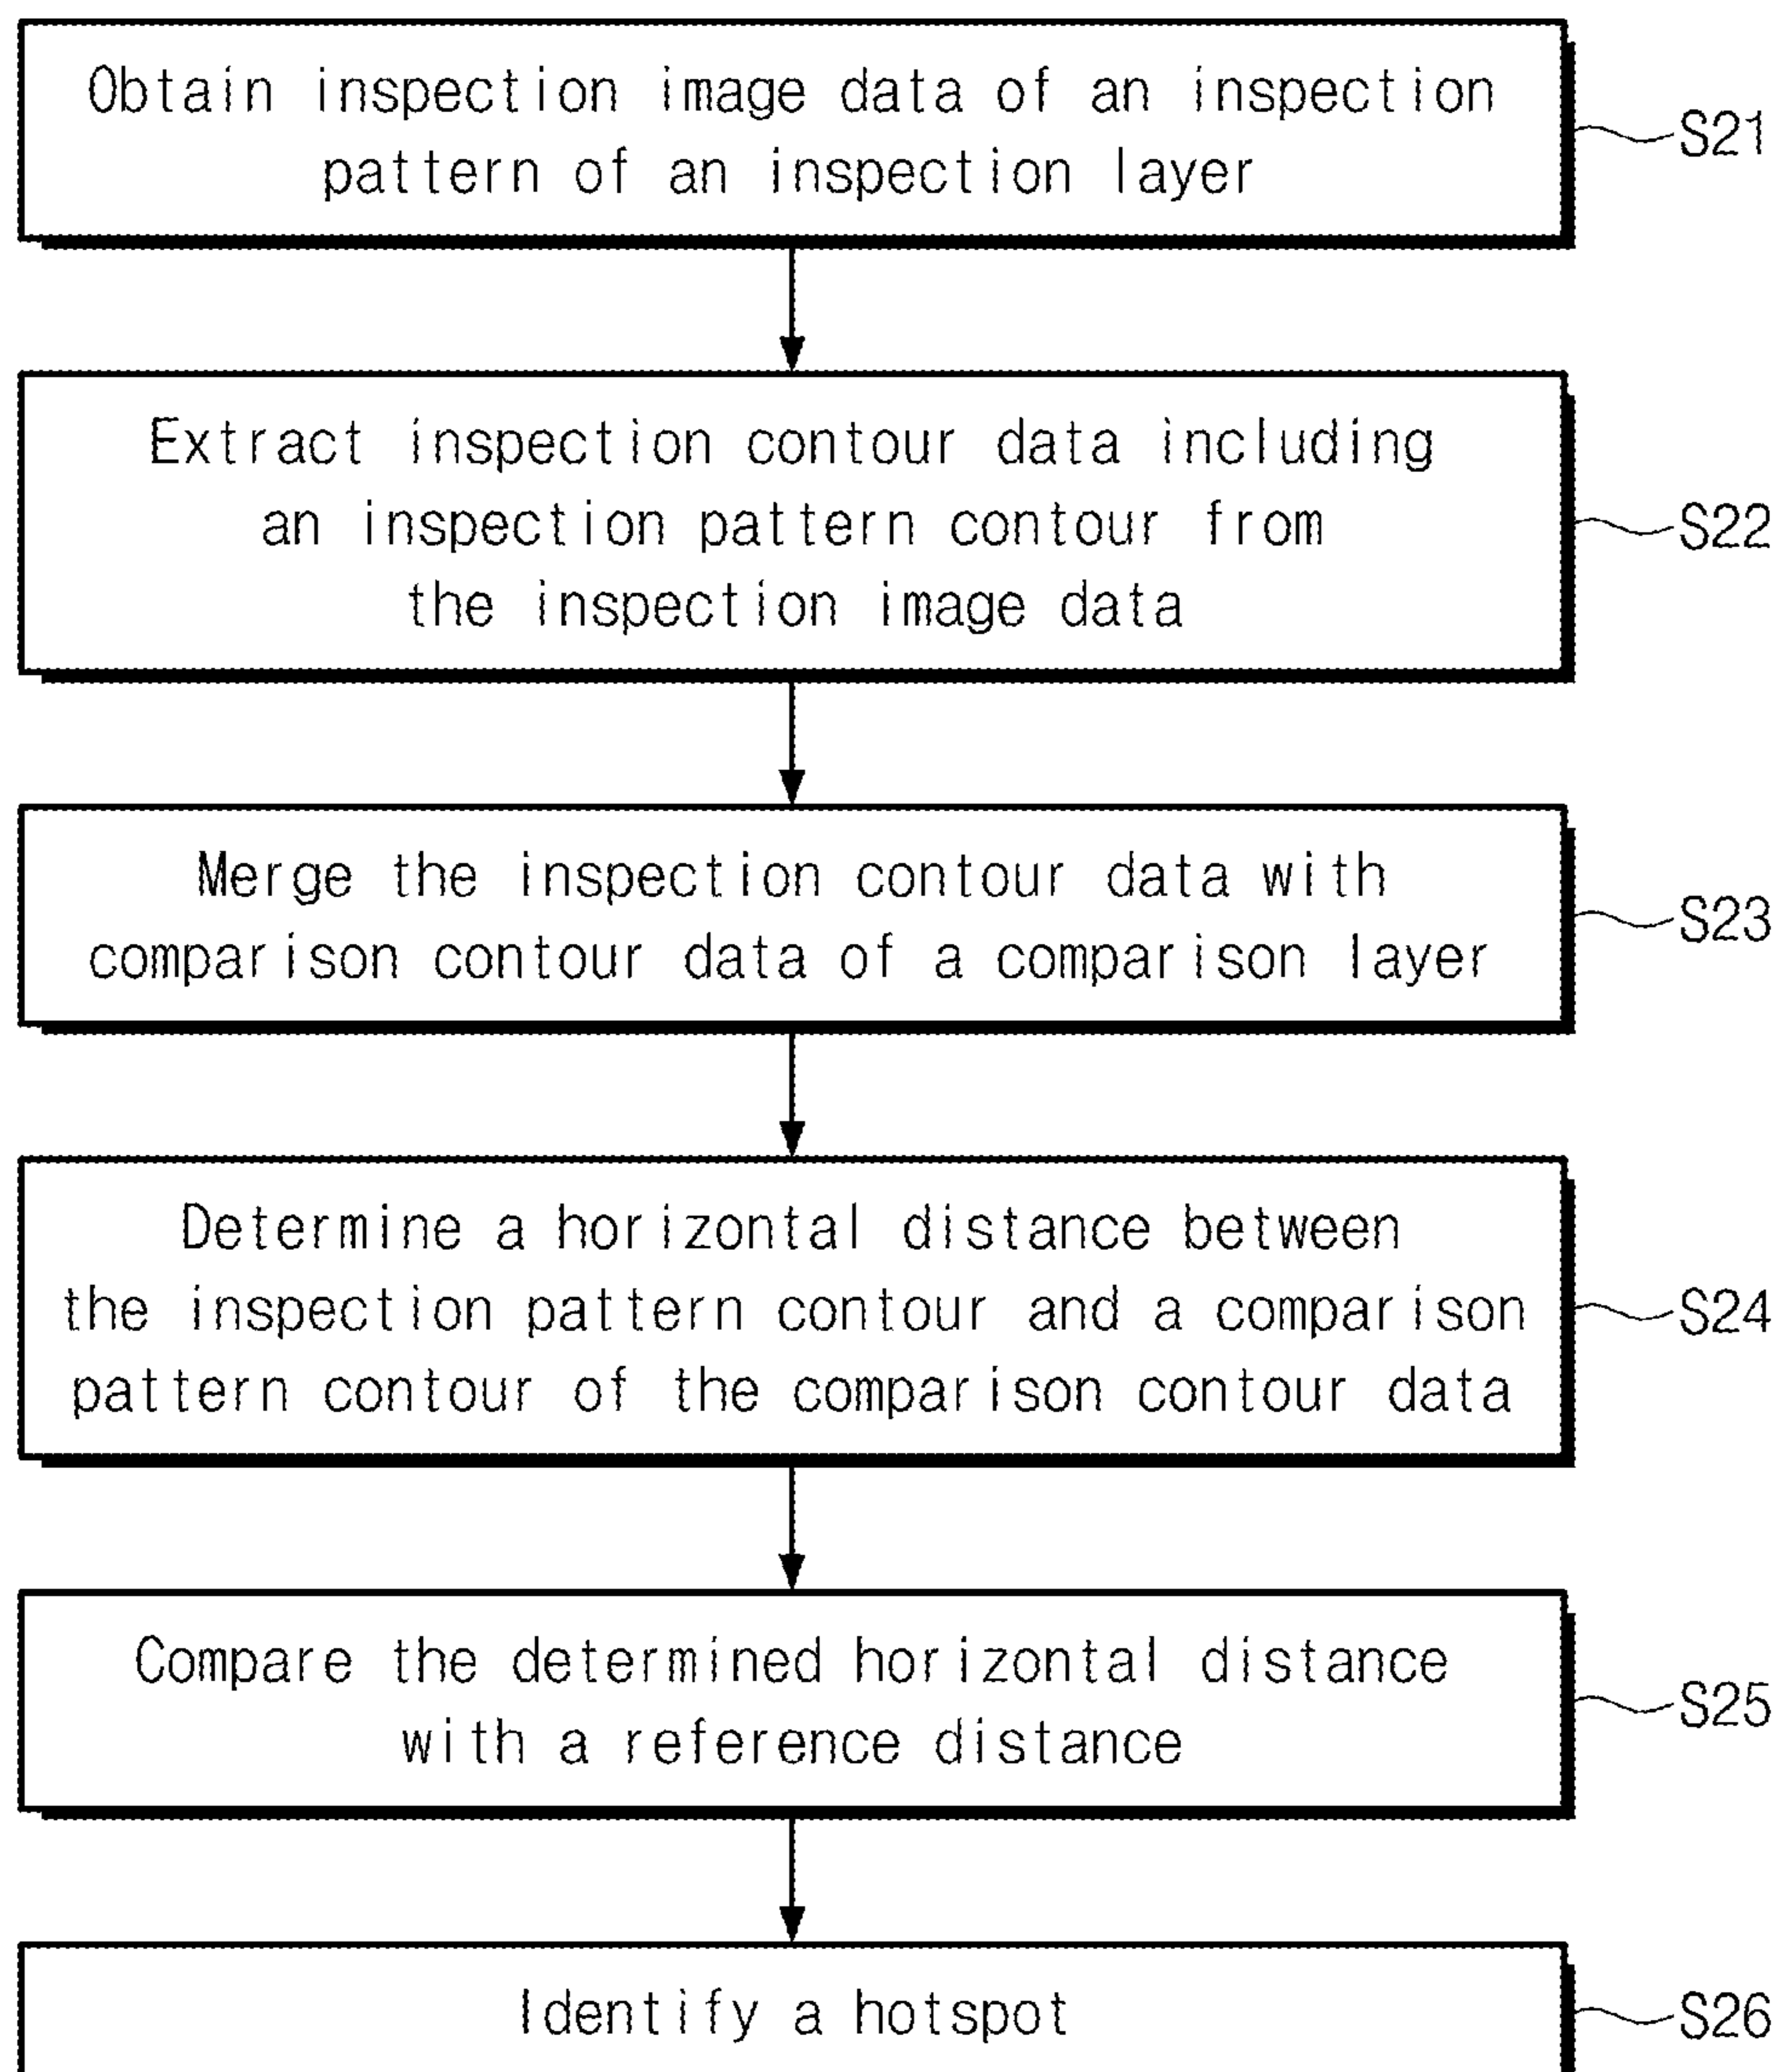 Obtain inspection image data of an inspection
pattern of an inspection layer
S21
Extract inspection contour data including
an inspection pattern contour from
the inspection image data
S22
Merge the inspection contour data with
comparison contour data of a comparison layer
S23
Determine a horizontal distance between
the inspection pattern contour and a comparison
pattern contour of the comparison contour data
S24
Compare the determined horizontal distance
with a reference distance
S25
Identify a hotspot
S26